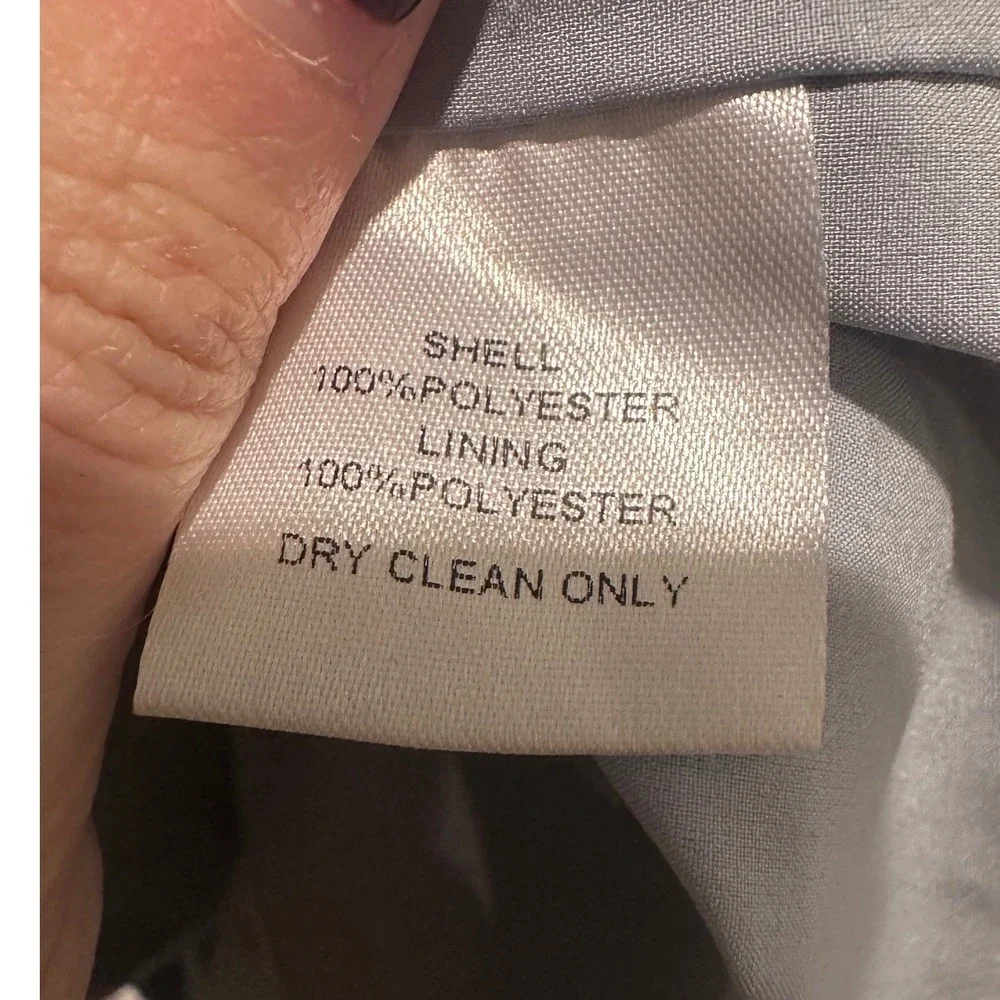 SHELL
100%POLYESTER
LINING
100%POLYESTER
DRY CLEAN ONLY